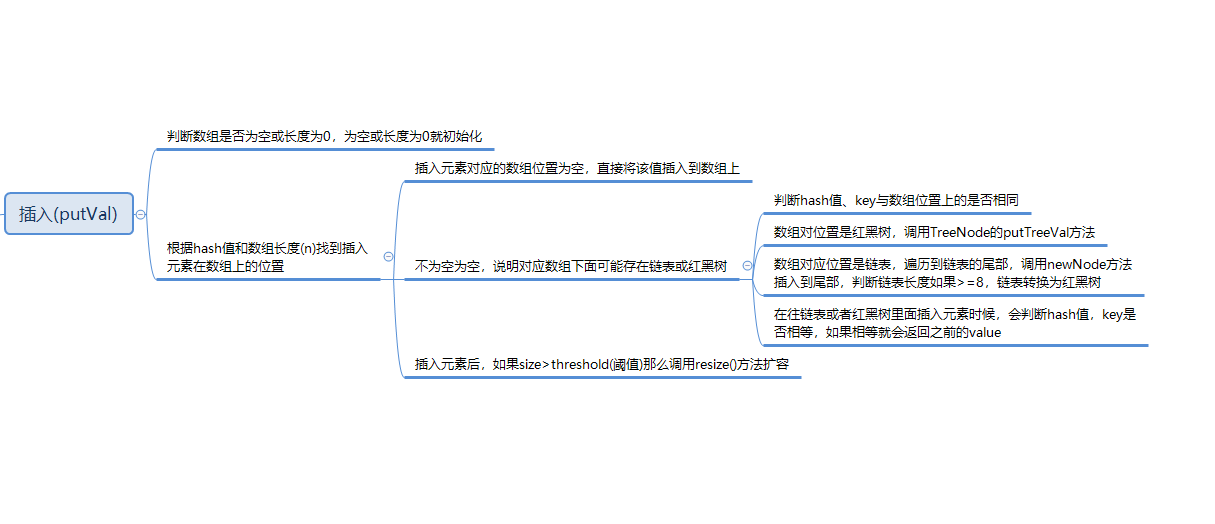 插入(putVal)
判断数组是否为空或长度为0，为空或长度为0就初始化
根据hash值和数组长度(n)找到插入
元素在数组上的位置
插入元素对应的数组位置为空，直接将该值插入到数组上
不为空为空，说明对应数组下面可能存在链表或红黑树
判断hash值、key与数组位置上的是否相同
数组对位置是红黑树，调用TreeNode的putTreeVal方法
数组对应位置是链表，遍历到链表的尾部，调用newNode方法
插入到尾部，判断链表长度如果>=8，链表转换为红黑树
在往链表或者红黑树里面插入元素时候，会判断hash值，key是
否相等，如果相等就会返回之前的value
插入元素后，如果size>threshold(阈值)那么调用resize()方法扩容